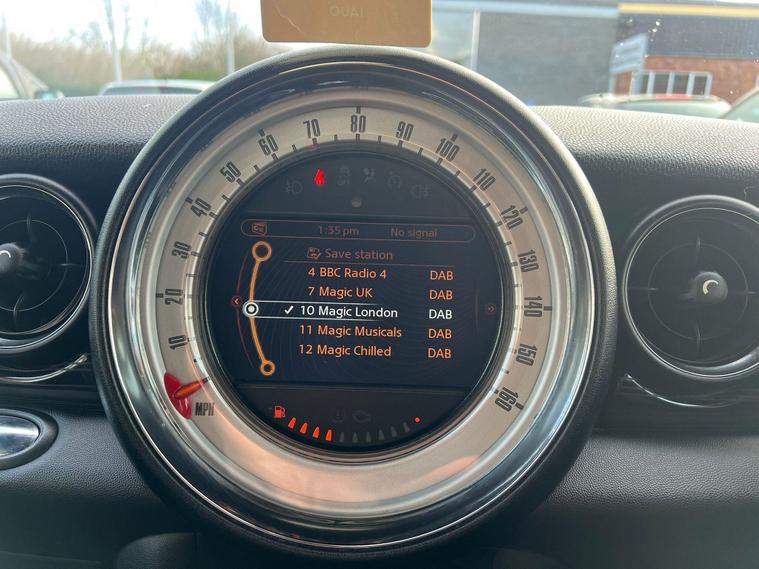 QUAI
10
20
30
40
50
60
70
80
90
100
110
120
130
140
150
160
MPH
1:35 pm No signal
Save station
4 BBC Radio 4 DAB
7 Magic UK DAB
10 Magic London DAB
11 Magic Musicals DAB
12 Magic Chilled DAB